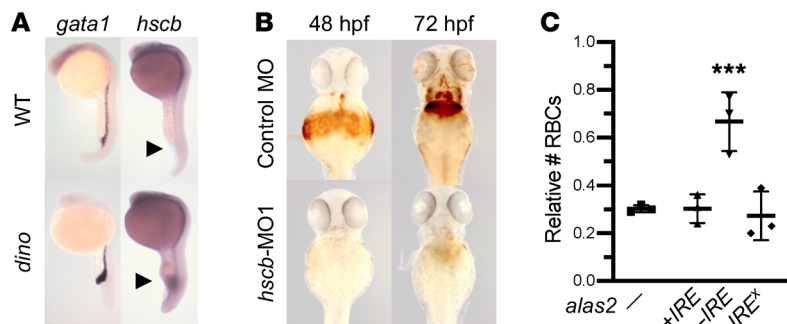 A
gata1 hscb
WT
dino
B
48 hpf 72 hpf
Control MO
hscb-MO1
C
Relative # RBCs
1.0
0.8
0.6
0.4
0.2
0.0
***
alas2 — +IRE -IRE IREx